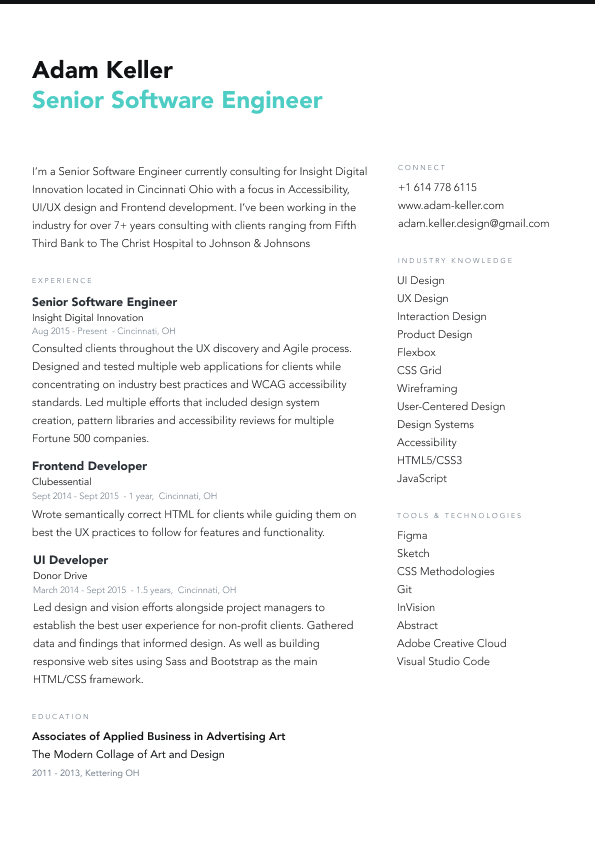 Adam Keller
Senior Software Engineer
I'm a Senior Software Engineer currently consulting for Insight Digital
Innovation located in Cincinnati Ohio with a focus in Accessibility,
UI/UX design and Frontend development. I've been working in the
industry for over 7+ years consulting with clients ranging from Fifth
Third Bank to The Christ Hospital to Johnson & Johnsons
EXPERIENCE
Senior Software Engineer
Insight Digital Innovation
Aug 2015 - Present - Cincinnati, OH
Consulted clients throughout the UX discovery and Agile process.
Designed and tested multiple web applications for clients while
concentrating on industry best practices and WCAG accessibility
standards. Led multiple efforts that included design system
creation, pattern libraries and accessibility reviews for multiple
Fortune 500 companies.
Frontend Developer
Clubessential
Sept 2014 - Sept 2015 - 1 year, Cincinnati, OH
Wrote semantically correct HTML for clients while guiding them on
best the UX practices to follow for features and functionality.
UI Developer
Donor Drive
March 2014 - Sept 2015 - 1.5 years, Cincinnati, OH
Led design and vision efforts alongside project managers to
establish the best user experience for non-profit clients. Gathered
data and findings that informed design. As well as building
responsive web sites using Sass and Bootstrap as the main
HTML/CSS framework.
EDUCATION
Associates of Applied Business in Advertising Art
The Modern Collage of Art and Design
2011 - 2013, Kettering OH
CONNECT
+1 614 778 6115
www.adam-keller.com
adam.keller.design@gmail.com
INDUSTRY KNOWLEDGE
UI Design
UX Design
Interaction Design
Product Design
Flexbox
CSS Grid
Wireframing
User-Centered Design
Design Systems
Accessibility
HTML5/CSS3
JavaScript
TOOLS & TECHNOLOGIES
Figma
Sketch
CSS Methodologies
Git
InVision
Abstract
Adobe Creative Cloud
Visual Studio Code